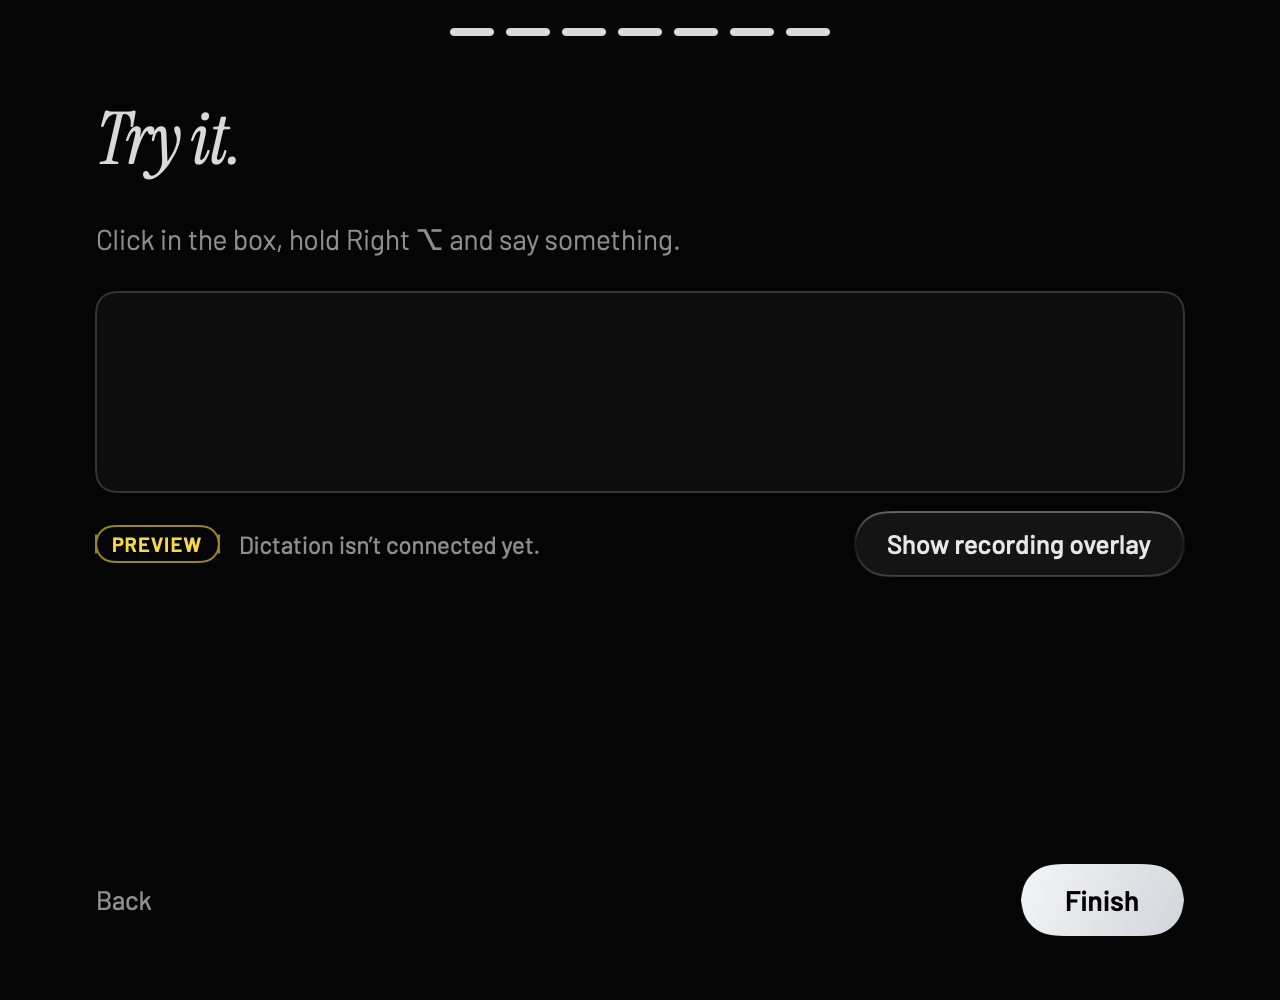 Try it.
Click in the box, hold Right ⌥ and say something.
PREVIEW Dictation isn’t connected yet. Show recording overlay
Back Finish